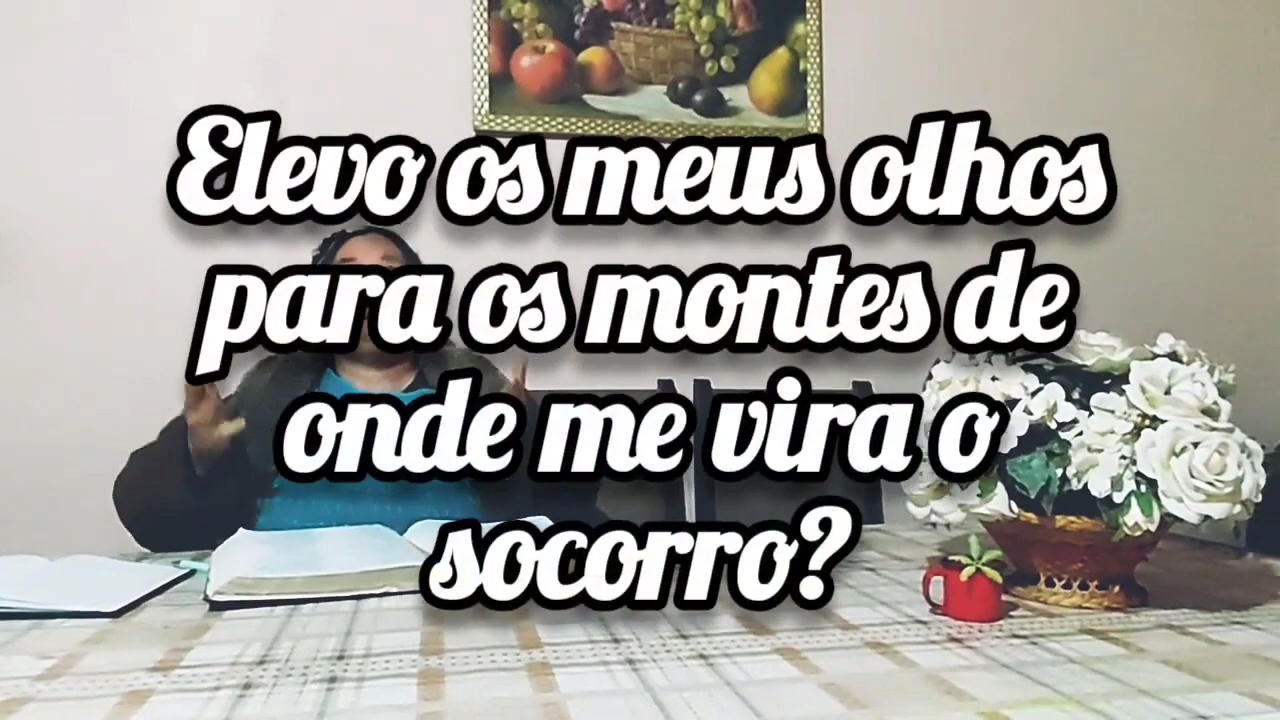 Elevo os meus olhos
para os montes de
onde me vira o
socorro?